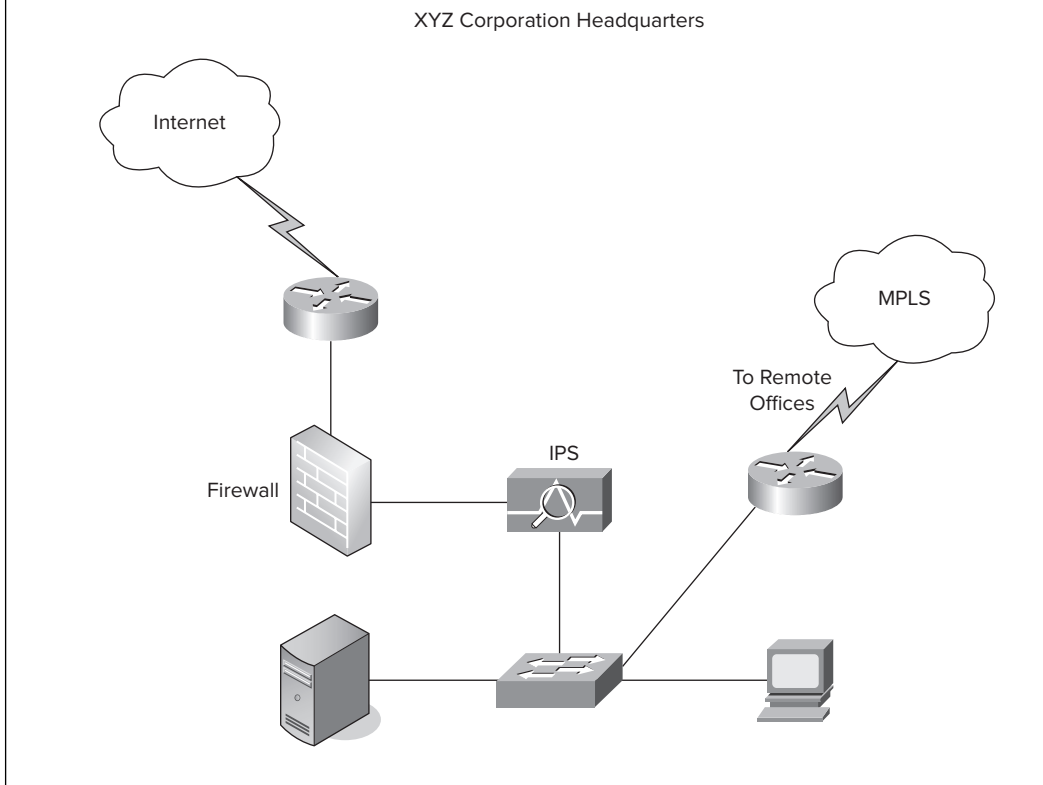 XYZ Corporation Headquarters
Internet
MPLS
To Remote
Offices
IPS
Firewall